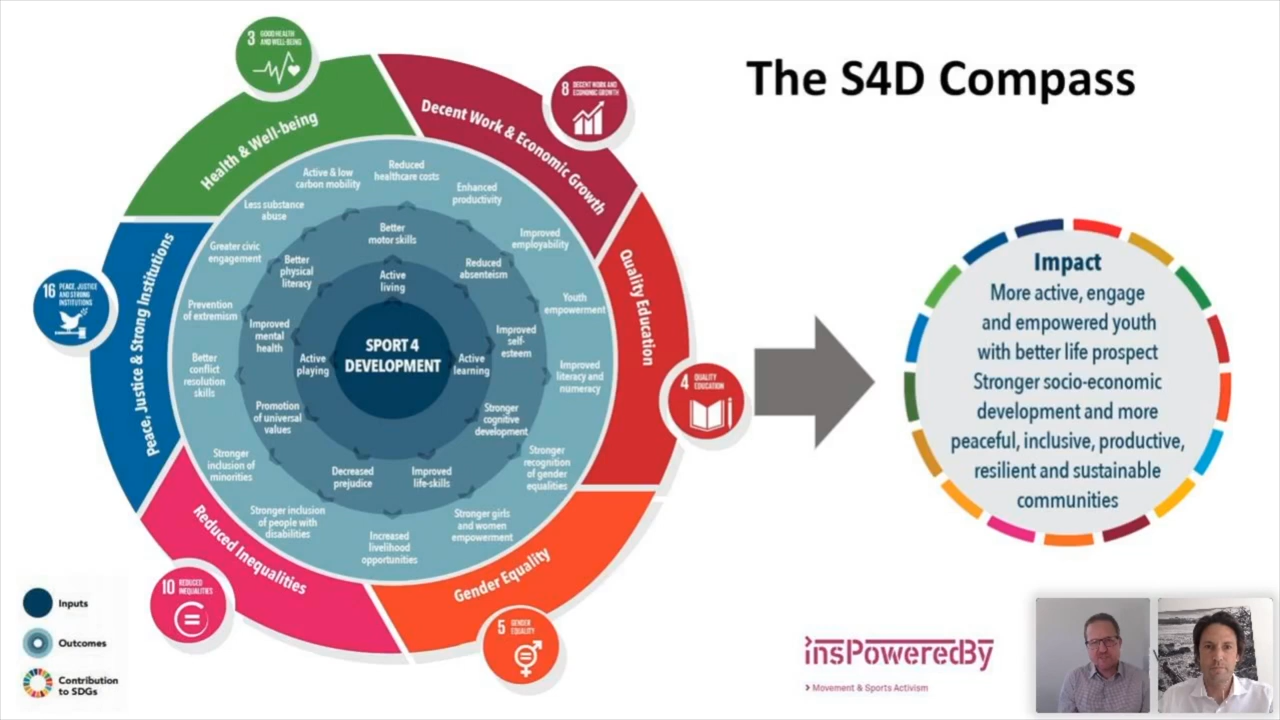 The S4D Compass
3 GOOD HEALTH
AND WELL-BEING
8 DECENT WORK AND
ECONOMIC GROWTH
Health & Well-being
Decent Work & Economic Growth
Quality Education
Gender Equality
Reduced Inequalities
Peace, Justice & Strong Institutions
16 PEACE, JUSTICE
AND STRONG
INSTITUTIONS
4 QUALITY
EDUCATION
10 REDUCED
INEQUALITIES
5 GENDER
EQUALITY
Active & low
carbon mobility
Reduced
healthcare costs
Enhanced
productivity
Improved
employability
Youth
empowerment
Improved
literacy and
numeracy
Stronger
recognition
of gender
equalities
Stronger girls
and women
empowerment
Increased
livelihood
opportunities
Stronger inclusion
of people with
disabilities
Stronger
inclusion of
minorities
Better
conflict
resolution
skills
Prevention
of extremism
Greater civic
engagement
Less substance
abuse
Better
motor skills
Reduced
absenteism
Improved
self-
esteem
Stronger
cognitive
development
Improved
life-skills
Decreased
prejudice
Promotion
of universal
values
Improved
mental
health
Better
physical
literacy
Active
living
Active
learning
Active
playing
SPORT 4
DEVELOPMENT
Impact
More active, engage
and empowered youth
with better life prospect
Stronger socio-economic
development and more
peaceful, inclusive, productive,
resilient and sustainable
communities
Inputs
Outcomes
Contribution
to SDGs
insPoweredBy
Movement & Sports Activism